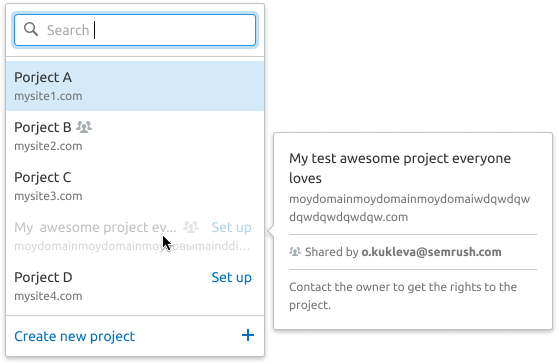 Search
Porject A
mysite1.com
Porject B
mysite2.com
Porject C
mysite3.com
My awesome project ev... Set up
Porject D Set up
mysite4.com
Create new project +
My test awesome project everyone
loves
moydomainmoydomainmoydomaiwdqwdqw
dqwdqwdqwdqw.com
Shared by o.kukleva@semrush.com
Contact the owner to get the rights to the
project.